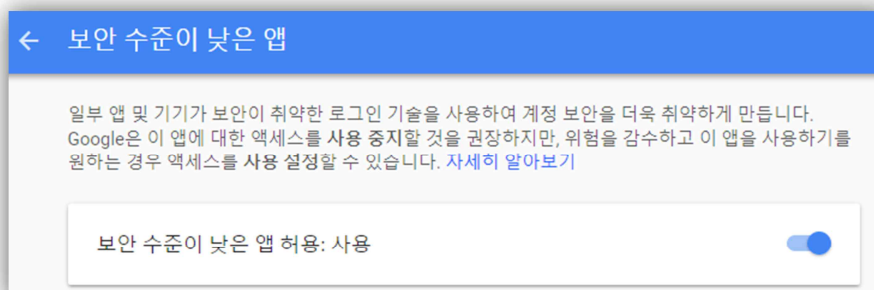 보안 수준이 낮은 앱
일부 앱 및 기기가 보안이 취약한 로그인 기술을 사용하여 계정 보안을 더욱 취약하게 만듭니다.
Google은 이 앱에 대한 액세스를 사용 중지할 것을 권장하지만, 위험을 감수하고 이 앱을 사용하기를
원하는 경우 액세스를 사용 설정할 수 있습니다. 자세히 알아보기
보안 수준이 낮은 앱 허용: 사용